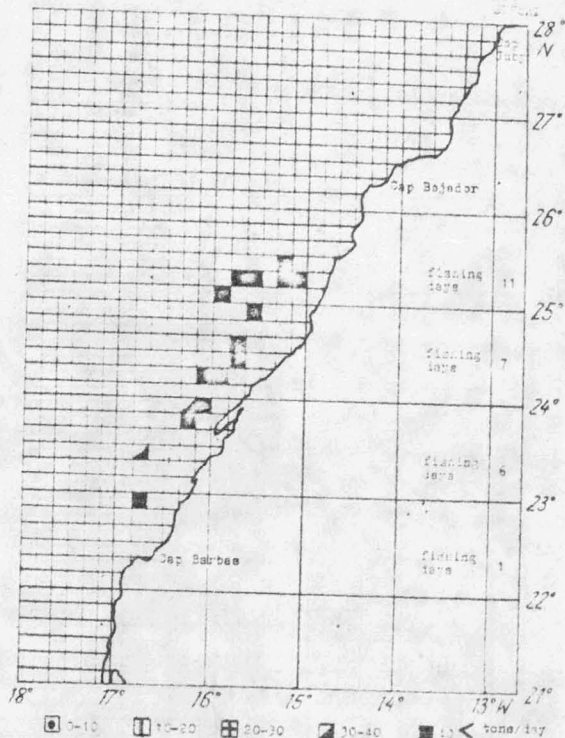 28°
N
27°
Cap Bojador
26°
fishing
days 11
25°
fishing
days 7
24°
fishing
days 6
23°
Cap Barbas
fishing
days 1
22°
21°
18° 17° 16° 15° 14° 13° W
0-10 10-20 20-30 30-40 < tons/day